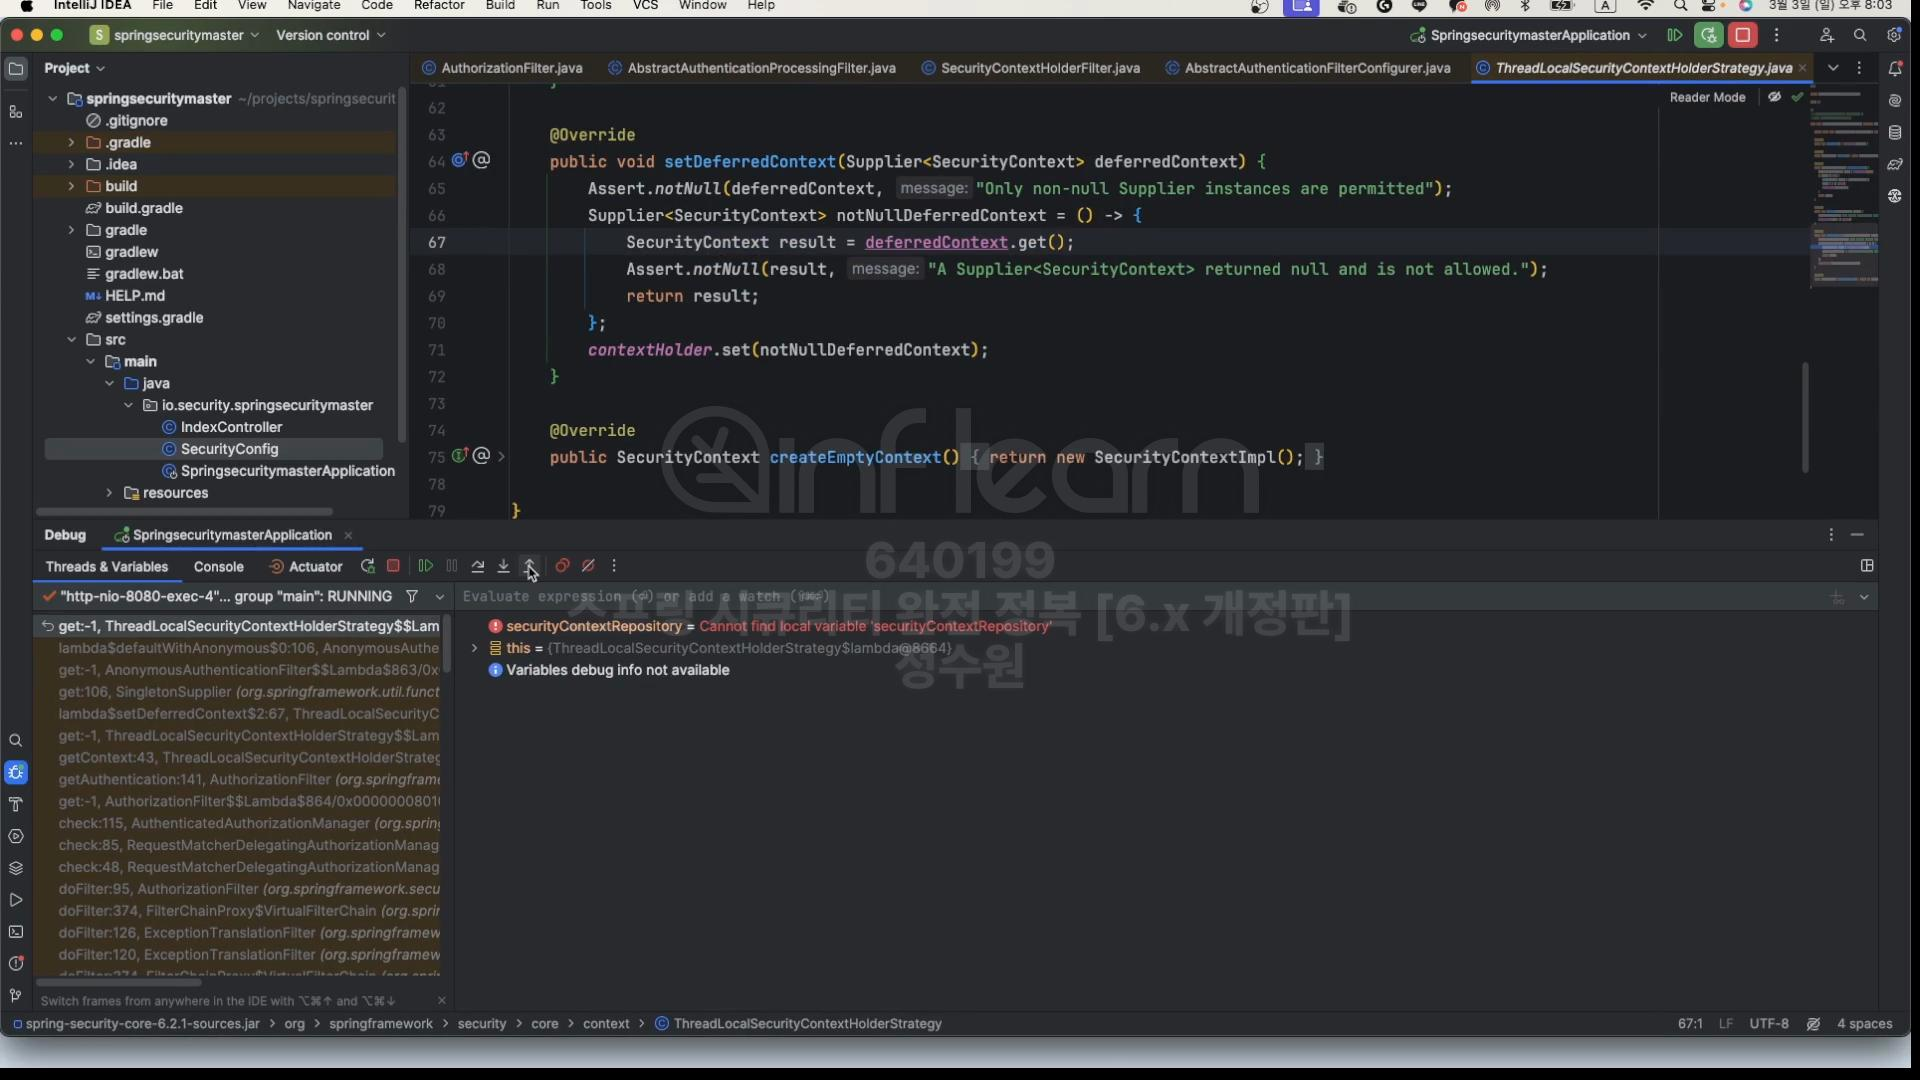 IntelliJ IDEA File Edit View Navigate Code Refactor Build Run Tools VCS Window Help A 3월 3일 (일) 오후 8:03
S springsecuritymaster Version control SpringsecuritymasterApplication
Project AuthorizationFilter.java AbstractAuthenticationProcessingFilter.java SecurityContextHolderFilter.java AbstractAuthenticationFilterConfigurer.java ThreadLocalSecurityContextHolderStrategy.java
Reader Mode
springsecuritymaster ~/projects/springsecurit
.gitignore
.gradle
.idea
build
build.gradle
gradle
gradlew
gradlew.bat
HELP.md
settings.gradle
src
main
java
io.security.springsecuritymaster
IndexController
SecurityConfig
SpringsecuritymasterApplication
resources
62
63 @Override
64 public void setDeferredContext(Supplier<SecurityContext> deferredContext) {
65 Assert.notNull(deferredContext, message: "Only non-null Supplier instances are permitted");
66 Supplier<SecurityContext> notNullDeferredContext = () -> {
67 SecurityContext result = deferredContext.get();
68 Assert.notNull(result, message: "A Supplier<SecurityContext> returned null and is not allowed.");
69 return result;
70 };
71 contextHolder.set(notNullDeferredContext);
72 }
73
74 @Override
75 public SecurityContext createEmptyContext() { return new SecurityContextImpl(); }
78
79 }
inflearn
640199
스프링 시큐리티 완전 정복 [6.x 개정판]
정수원
Debug SpringsecuritymasterApplication
Threads & Variables Console Actuator
"http-nio-8080-exec-4"... group "main": RUNNING
Evaluate expression (⏎) or add a watch (⇧⌘⏎)
get:-1, ThreadLocalSecurityContextHolderStrategy$$Lam
lambda$defaultWithAnonymous$0:106, AnonymousAuthe
get:-1, AnonymousAuthenticationFilter$$Lambda$863/0x
get:106, SingletonSupplier (org.springframework.util.funct
lambda$setDeferredContext$2:67, ThreadLocalSecurityC
get:-1, ThreadLocalSecurityContextHolderStrategy$$Lam
getContext:43, ThreadLocalSecurityContextHolderStrateg
getAuthentication:141, AuthorizationFilter (org.springfram
get:-1, AuthorizationFilter$$Lambda$864/0x00000008010
check:115, AuthenticatedAuthorizationManager (org.spring
check:85, RequestMatcherDelegatingAuthorizationManag
check:48, RequestMatcherDelegatingAuthorizationManag
doFilter:95, AuthorizationFilter (org.springframework.secu
doFilter:374, FilterChainProxy$VirtualFilterChain (org.sprin
doFilter:126, ExceptionTranslationFilter (org.springframew
doFilter:120, ExceptionTranslationFilter (org.springframew
doFilter:374, FilterChainProxy$VirtualFilterChain (org.sprin
securityContextRepository = Cannot find local variable 'securityContextRepository'
this = {ThreadLocalSecurityContextHolderStrategy$lambda@8664}
Variables debug info not available
Switch frames from anywhere in the IDE with ⌥⌘↑ and ⌥⌘↓
spring-security-core-6.2.1-sources.jar > org > springframework > security > core > context > ThreadLocalSecurityContextHolderStrategy 67:1 LF UTF-8 4 spaces